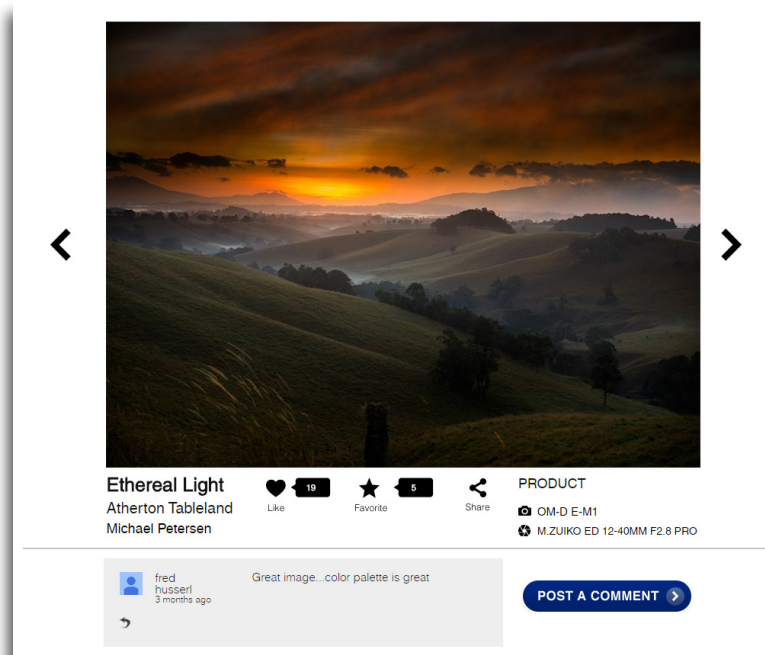 Ethereal Light
Atherton Tableland
Michael Petersen
19
Like
5
Favorite
Share
PRODUCT
OM-D E-M1
M.ZUIKO ED 12-40MM F2.8 PRO
fred
husserl
3 months ago
Great image...color palette is great
POST A COMMENT